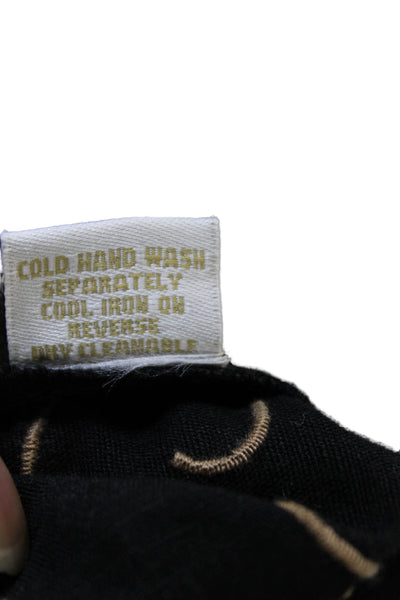 COLD HAND WASH
SEPARATELY
COOL IRON ON
REVERSE
DRY CLEANABLE